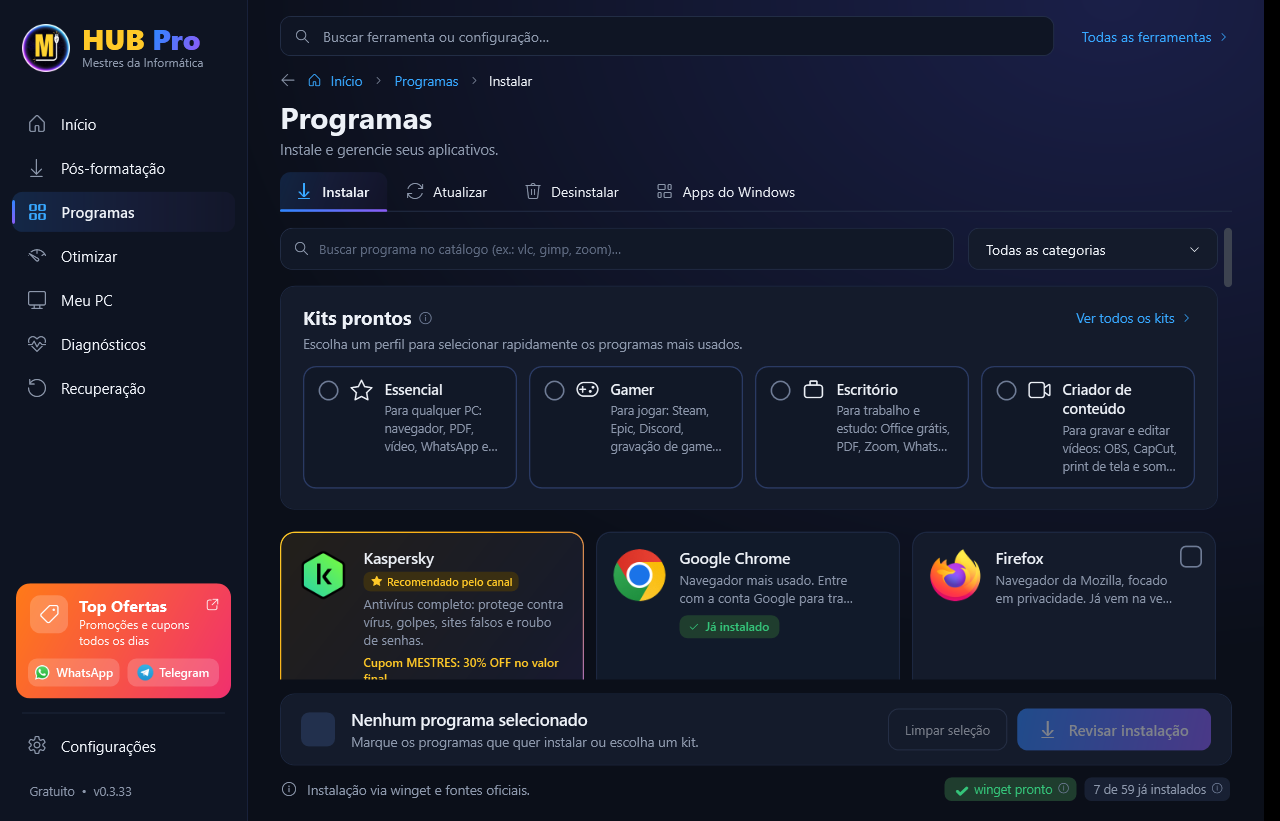 HUB Pro
Mestres da Informática
Início
Pós-formatação
Programas
Otimizar
Meu PC
Diagnósticos
Recuperação
Top Ofertas
Promoções e cupons
todos os dias
WhatsApp
Telegram
Configurações
Gratuito • v0.3.33
Buscar ferramenta ou configuração...
Todas as ferramentas
Início
Programas
Instalar
Programas
Instale e gerencie seus aplicativos.
Instalar
Atualizar
Desinstalar
Apps do Windows
Buscar programa no catálogo (ex.: vlc, gimp, zoom)...
Todas as categorias
Kits prontos
Ver todos os kits
Escolha um perfil para selecionar rapidamente os programas mais usados.
Essencial
Para qualquer PC:
navegador, PDF,
vídeo, WhatsApp e...
Gamer
Para jogar: Steam,
Epic, Discord,
gravação de game...
Escritório
Para trabalho e
estudo: Office grátis,
PDF, Zoom, Whats...
Criador de
conteúdo
Para gravar e editar
vídeos: OBS, CapCut,
print de tela e som...
Kaspersky
Recomendado pelo canal
Antivírus completo: protege contra
vírus, golpes, sites falsos e roubo
de senhas.
Cupom MESTRES: 30% OFF no valor
final
Google Chrome
Navegador mais usado. Entre
com a conta Google para tra...
Já instalado
Firefox
Navegador da Mozilla, focado
em privacidade. Já vem na ve...
Nenhum programa selecionado
Marque os programas que quer instalar ou escolha um kit.
Limpar seleção
Revisar instalação
Instalação via winget e fontes oficiais.
winget pronto
7 de 59 já instalados